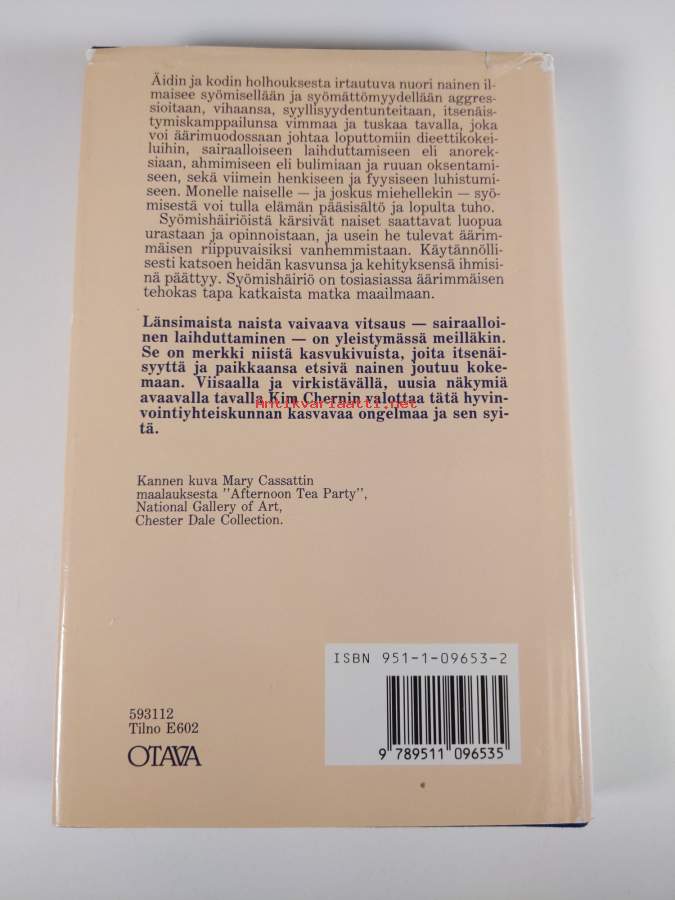 Äidin ja kodin holhouksesta irtautuva nuori nainen il-
maisee syömisellään ja syömättömyydellään aggres-
sioitaan, vihaansa, syyllisyydentunteitaan, itsenäis-
tymiskamppailunsa vimmaa ja tuskaa tavalla, joka
voi äärimuodossaan johtaa loputtomiin dieettikokei-
luihin, sairaalloiseen laihduttamiseen eli anorek-
siaan, ahmimiseen eli bulimiaan ja ruuan oksentami-
seen, sekä viimein henkiseen ja fyysiseen luhistumi-
seen. Monelle naiselle — ja joskus miehellekin — syö-
misestä voi tulla elämän pääsisältö ja lopulta tuho.
Syömishäiriöistä kärsivät naiset saattavat luopua
urastaan ja opinnoistaan, ja usein he tulevat äärim-
mäisen riippuvaisiksi vanhemmistaan. Käytännölli-
sesti katsoen heidän kasvunsa ja kehityksensä ihmisi-
nä päättyy. Syömishäiriö on tosiasiassa äärimmäisen
tehokas tapa katkaista matka maailmaan.
Länsimaista naista vaivaava vitsaus — sairaalloi-
nen laihduttaminen — on yleistymässä meilläkin.
Se on merkki niistä kasvukivuista, joita itsenäi-
syyttä ja paikkaansa etsivä nainen joutuu koke-
maan. Viisaalla ja virkistävällä, uusia näkymiä
avaavalla tavalla Kim Chernin valottaa tätä hyvin-
vointiyhteiskunnan kasvavaa ongelmaa ja sen syi-
tä.
Antikvariaatti.net
Kannen kuva Mary Cassattin
maalauksesta "Afternoon Tea Party",
National Gallery of Art,
Chester Dale Collection.
ISBN 951-1-09653-2
9 789511 096535
593112
Tilno E602
OTAVA